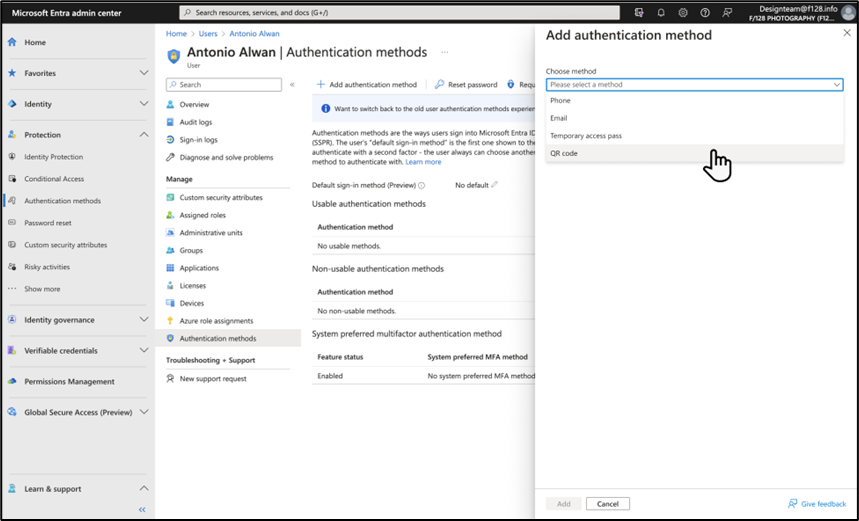 Microsoft Entra admin center
Search resources, services, and docs (G+/)
Designteam@f128.info
F/128 PHOTOGRAPHY (F12...
Home
Favorites
Identity
Protection
Identity Protection
Conditional Access
Authentication methods
Password reset
Custom security attributes
Risky activities
Show more
Identity governance
Verifiable credentials
Permissions Management
Global Secure Access (Preview)
Learn & support
Home > Users > Antonio Alwan
Antonio Alwan | Authentication methods
User
Search
Overview
Audit logs
Sign-in logs
Diagnose and solve problems
Manage
Custom security attributes
Assigned roles
Administrative units
Groups
Applications
Licenses
Devices
Azure role assignments
Authentication methods
Troubleshooting + Support
New support request
Add authentication method
Reset password
Requ
Want to switch back to the old user authentication methods experien
Authentication methods are the ways users sign into Microsoft Entra ID
(SSPR). The user's "default sign-in method" is the first one shown to the
authenticate with a second factor - the user always can choose another
method to authenticate with. Learn more
Default sign-in method (Preview)
No default
Usable authentication methods
Authentication method
No usable methods.
Non-usable authentication methods
Authentication method
No non-usable methods.
System preferred multifactor authentication method
Feature status
System preferred MFA method
Enabled
No system preferred MFA method
Add authentication method
Choose method
Please select a method
Phone
Email
Temporary access pass
QR code
Add
Cancel
Give feedback